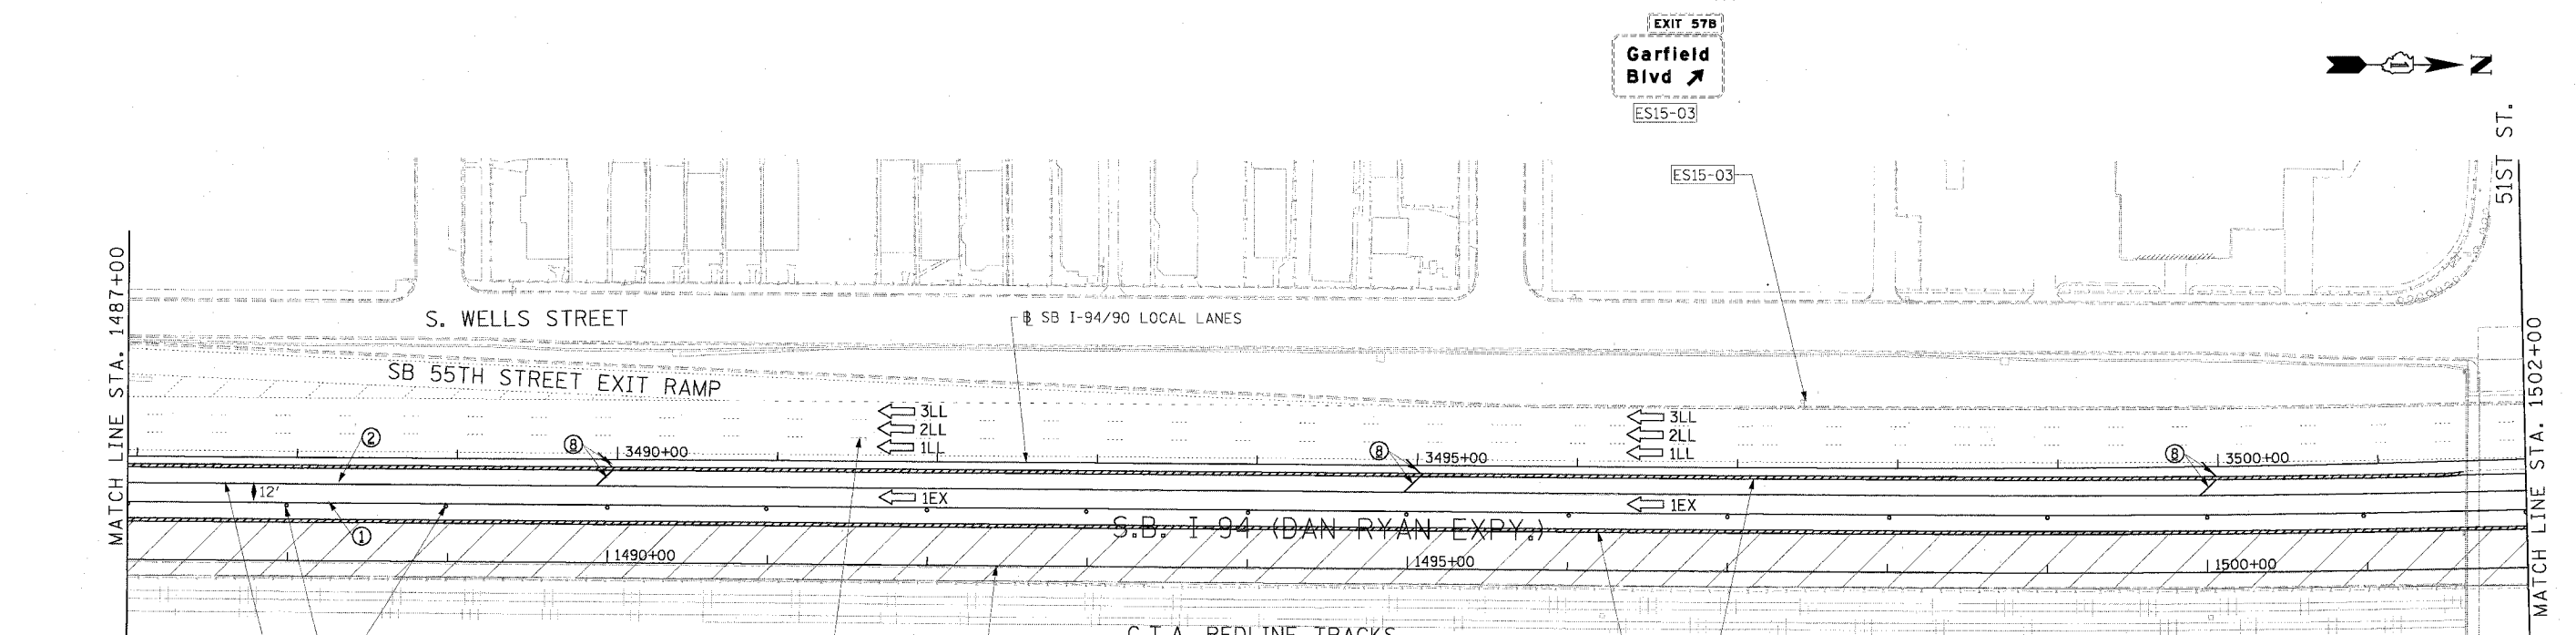 EXIT 57B
Garfield
Blvd
ES15-03
N
51ST ST.
ES15-03
MATCH LINE STA. 1487+00
S. WELLS STREET
SB I-94/90 LOCAL LANES
MATCH LINE STA. 1502+00
SB 55TH STREET EXIT RAMP
3LL
2LL
1LL
3LL
2LL
1LL
2
8
3490+00
8
3495+00
8
3500+00
12'
1EX
1EX
1
S.B. I-94 (DAN RYAN EXPY.)
1490+00
1495+00
1500+00
C.T.A. REDLINE TRACKS